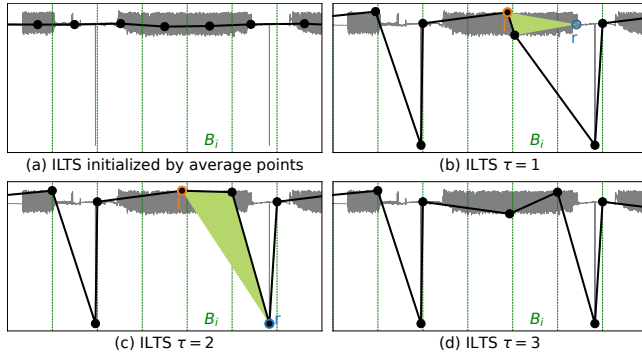 B_i
(a) ILTS initialized by average points
l
r
B_i
(b) ILTS τ = 1
l
r
B_i
(c) ILTS τ = 2
B_i
(d) ILTS τ = 3